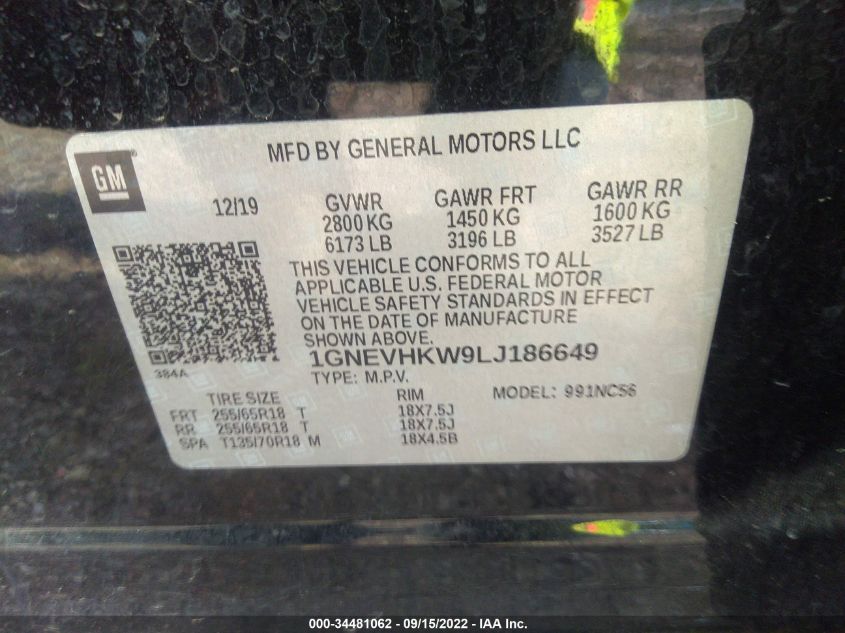 MFD BY GENERAL MOTORS LLC
GM
12/19 GVWR GAWR FRT GAWR RR
2800 KG 1450 KG 1600 KG
6173 LB 3196 LB 3527 LB
THIS VEHICLE CONFORMS TO ALL
APPLICABLE U.S. FEDERAL MOTOR
VEHICLE SAFETY STANDARDS IN EFFECT
ON THE DATE OF MANUFACTURE
SHOWN ABOVE.
384A
1GNEVHKW9LJ186649
TYPE: M.P.V. MODEL: 991NC56
TIRE SIZE RIM
FRT 255/65R18 T 18X7.5J
RR 255/65R18 T 18X7.5J
SPA T135/70R18 M 18X4.5B
000-34481062 - 09/15/2022 - IAA Inc.